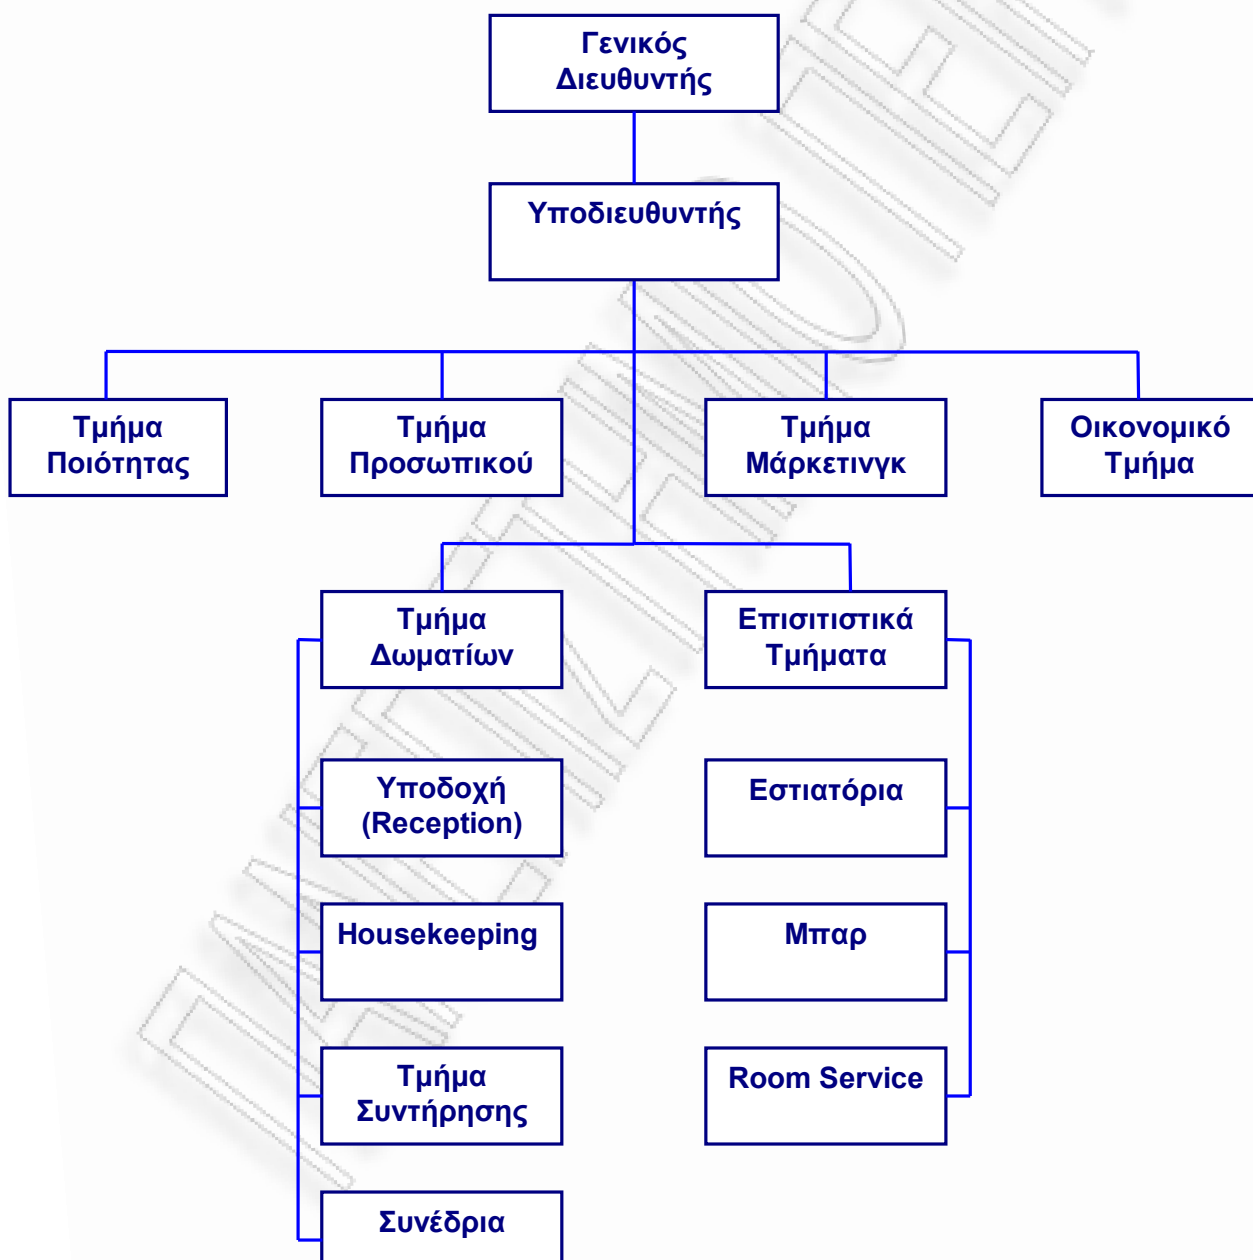 Γενικός
Διευθυντής
Υποδιευθυντής
Τμήμα
Ποιότητας
Τμήμα
Προσωπικού
Τμήμα
Μάρκετινγκ
Οικονομικό
Τμήμα
Τμήμα
Δωματίων
Επισιτιστικά
Τμήματα
Υποδοχή
(Reception)
Εστιατόρια
Housekeeping
Μπαρ
Τμήμα
Συντήρησης
Room Service
Συνέδρια